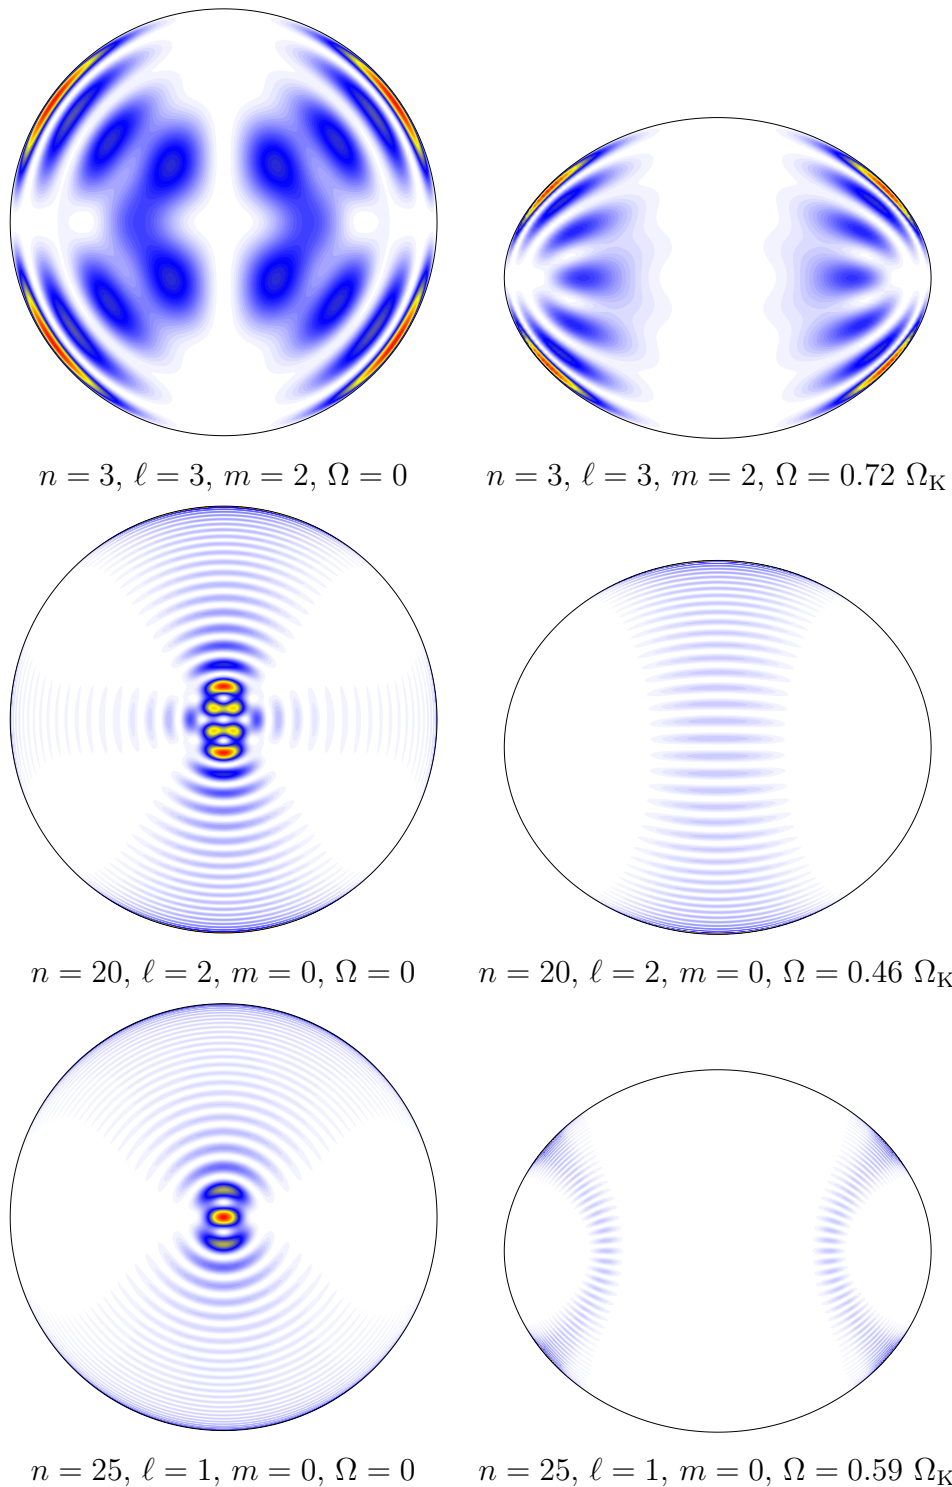 n = 3, ℓ = 3, m = 2, Ω = 0
n = 3, ℓ = 3, m = 2, Ω = 0.72 Ω_K
n = 20, ℓ = 2, m = 0, Ω = 0
n = 20, ℓ = 2, m = 0, Ω = 0.46 Ω_K
n = 25, ℓ = 1, m = 0, Ω = 0
n = 25, ℓ = 1, m = 0, Ω = 0.59 Ω_K